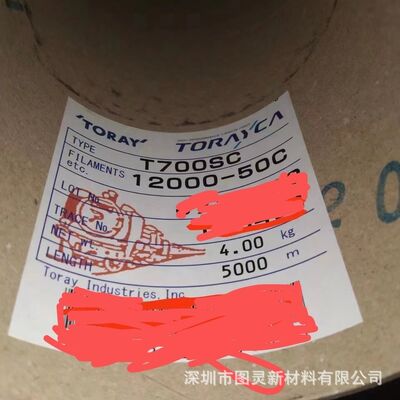 'TORAY' TORAYCA
TYPE T700SC
FILAMENTS etc. 12000-50C
LOT No.
TRACE No.
NET wt. 4.00 kg
LENGTH 5000 m
Toray Industries, Inc.
20
深圳市图灵新材料有限公司